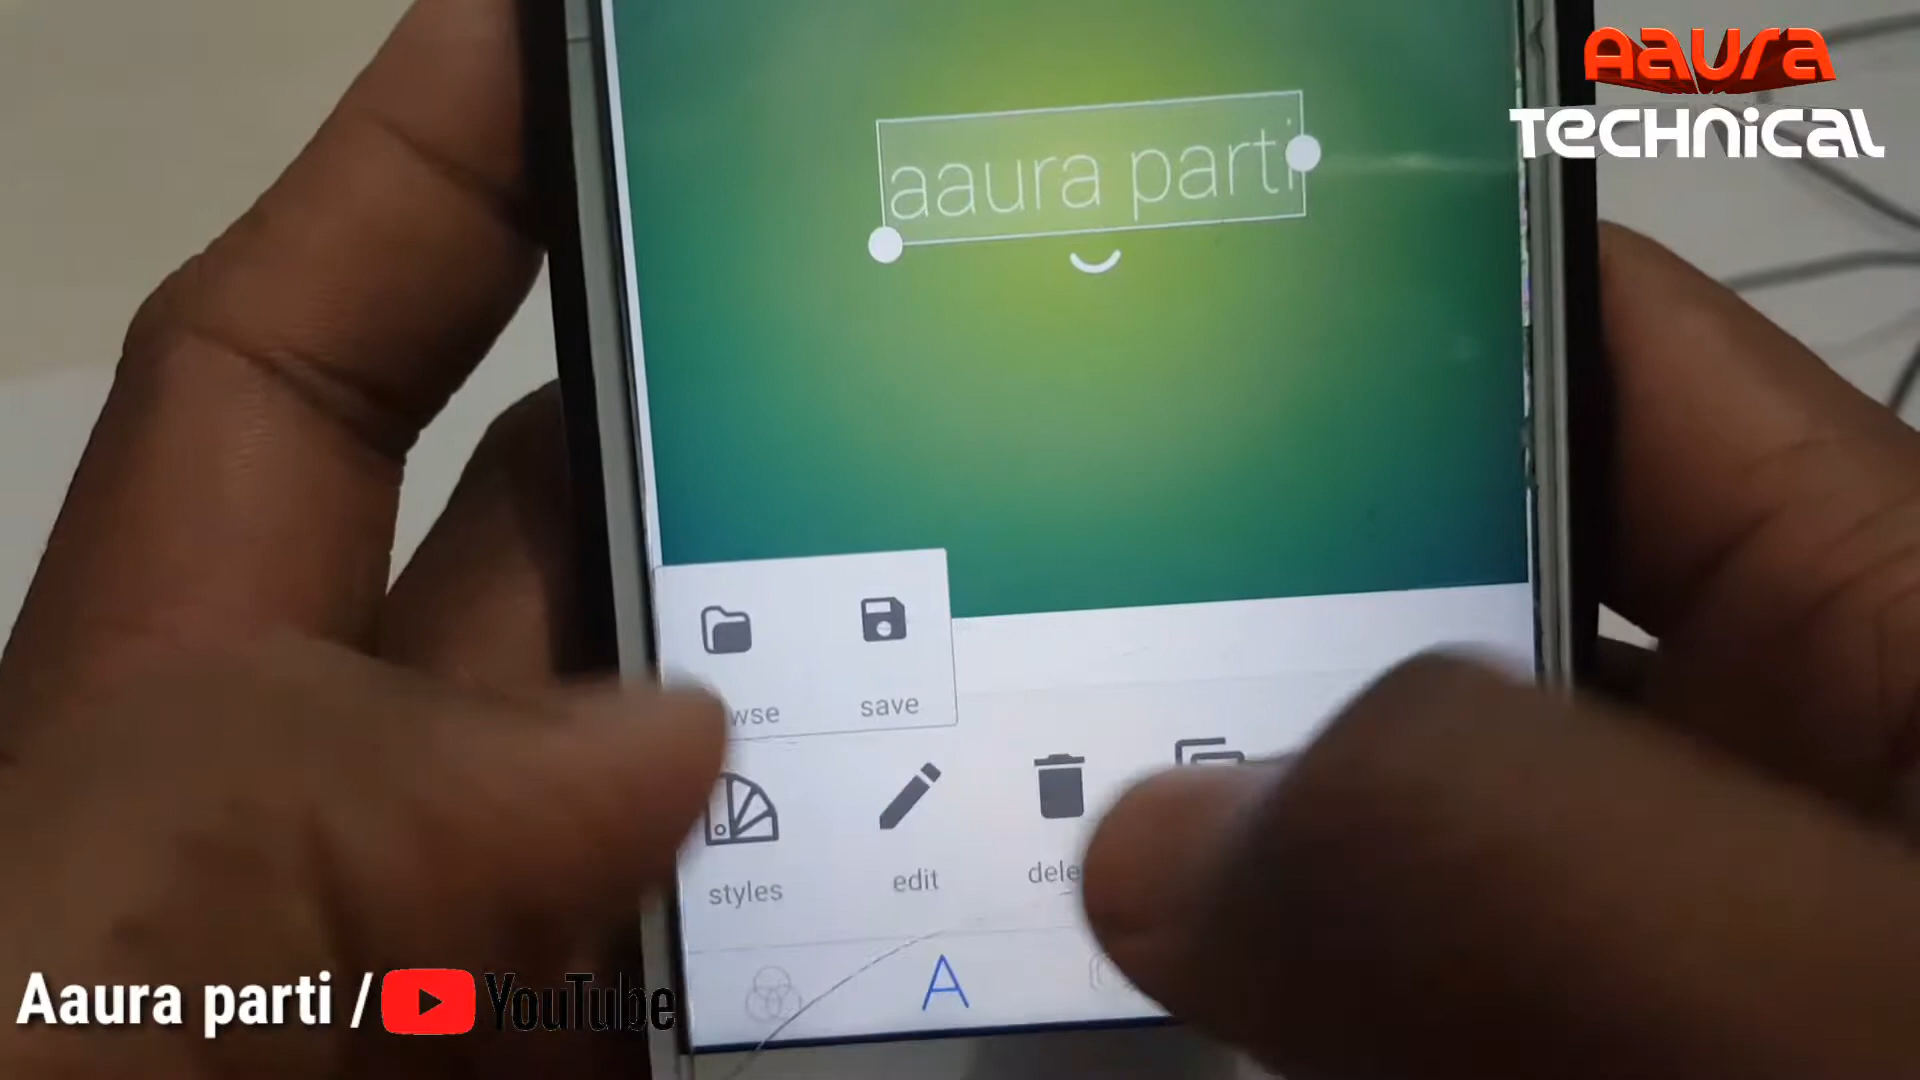 Aaura
TECHNiCAL
aaura parti
save
styles
edit
Aaura parti / YouTube